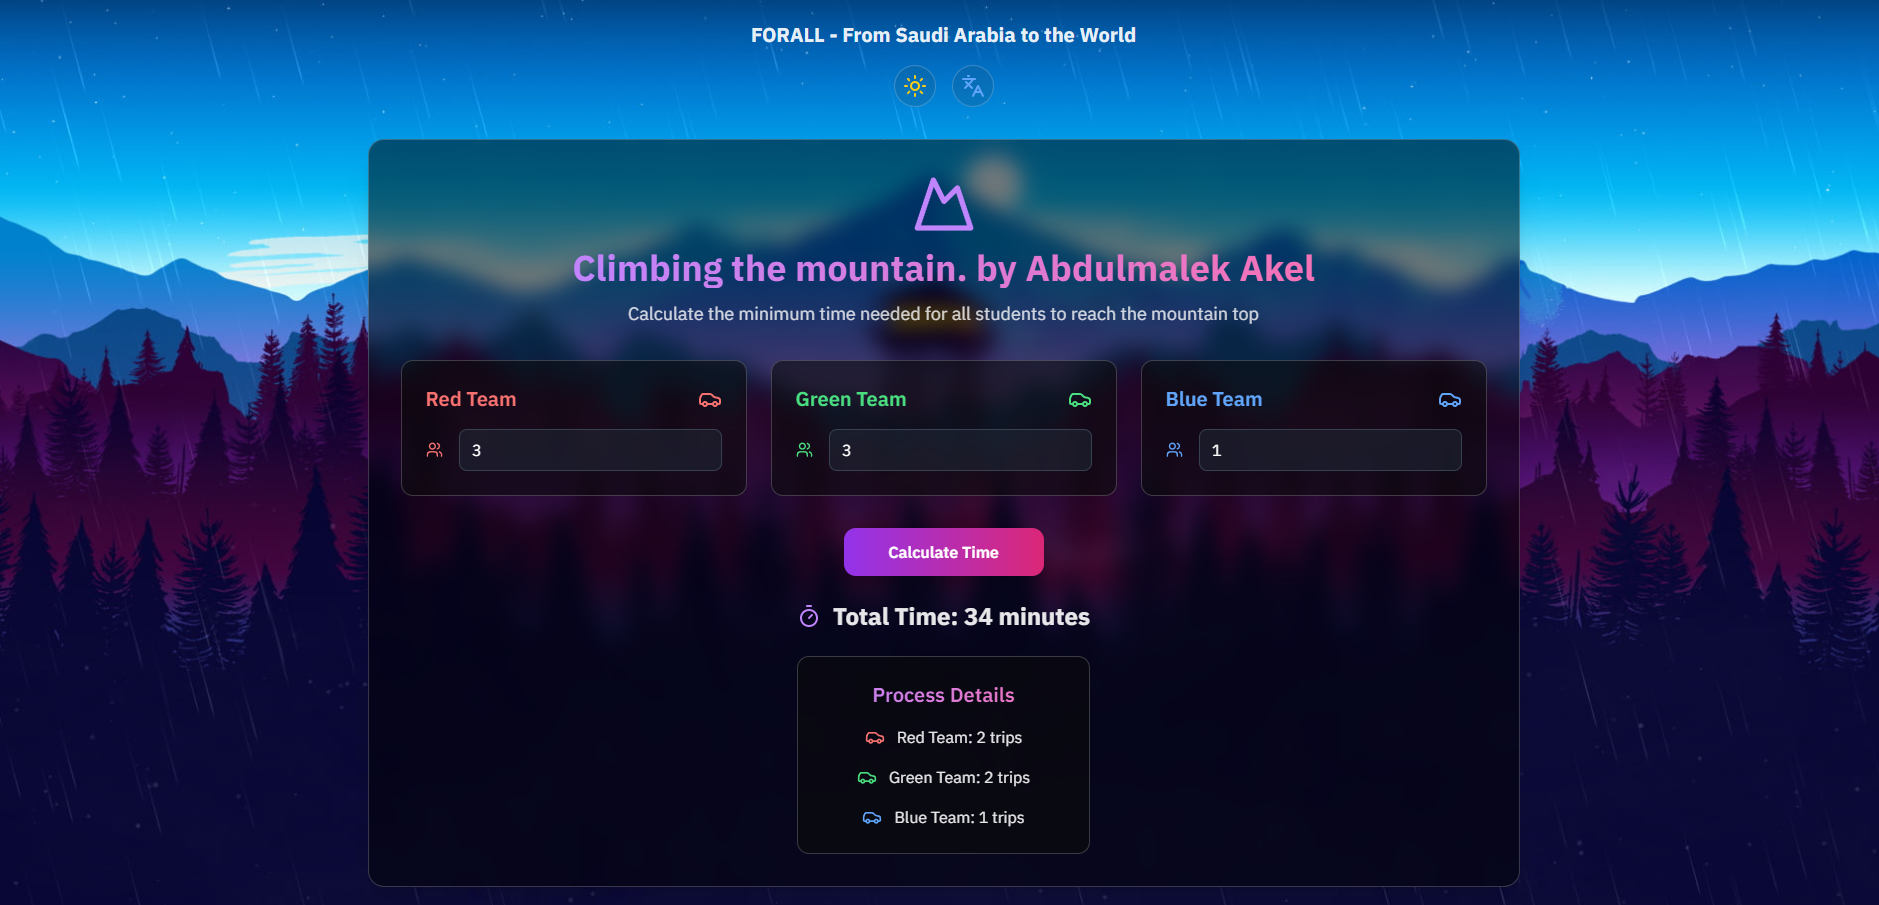 FORALL - From Saudi Arabia to the World
Climbing the mountain. by Abdulmalek Akel
Calculate the minimum time needed for all students to reach the mountain top
Red Team
3
Green Team
3
Blue Team
1
Calculate Time
Total Time: 34 minutes
Process Details
Red Team: 2 trips
Green Team: 2 trips
Blue Team: 1 trips